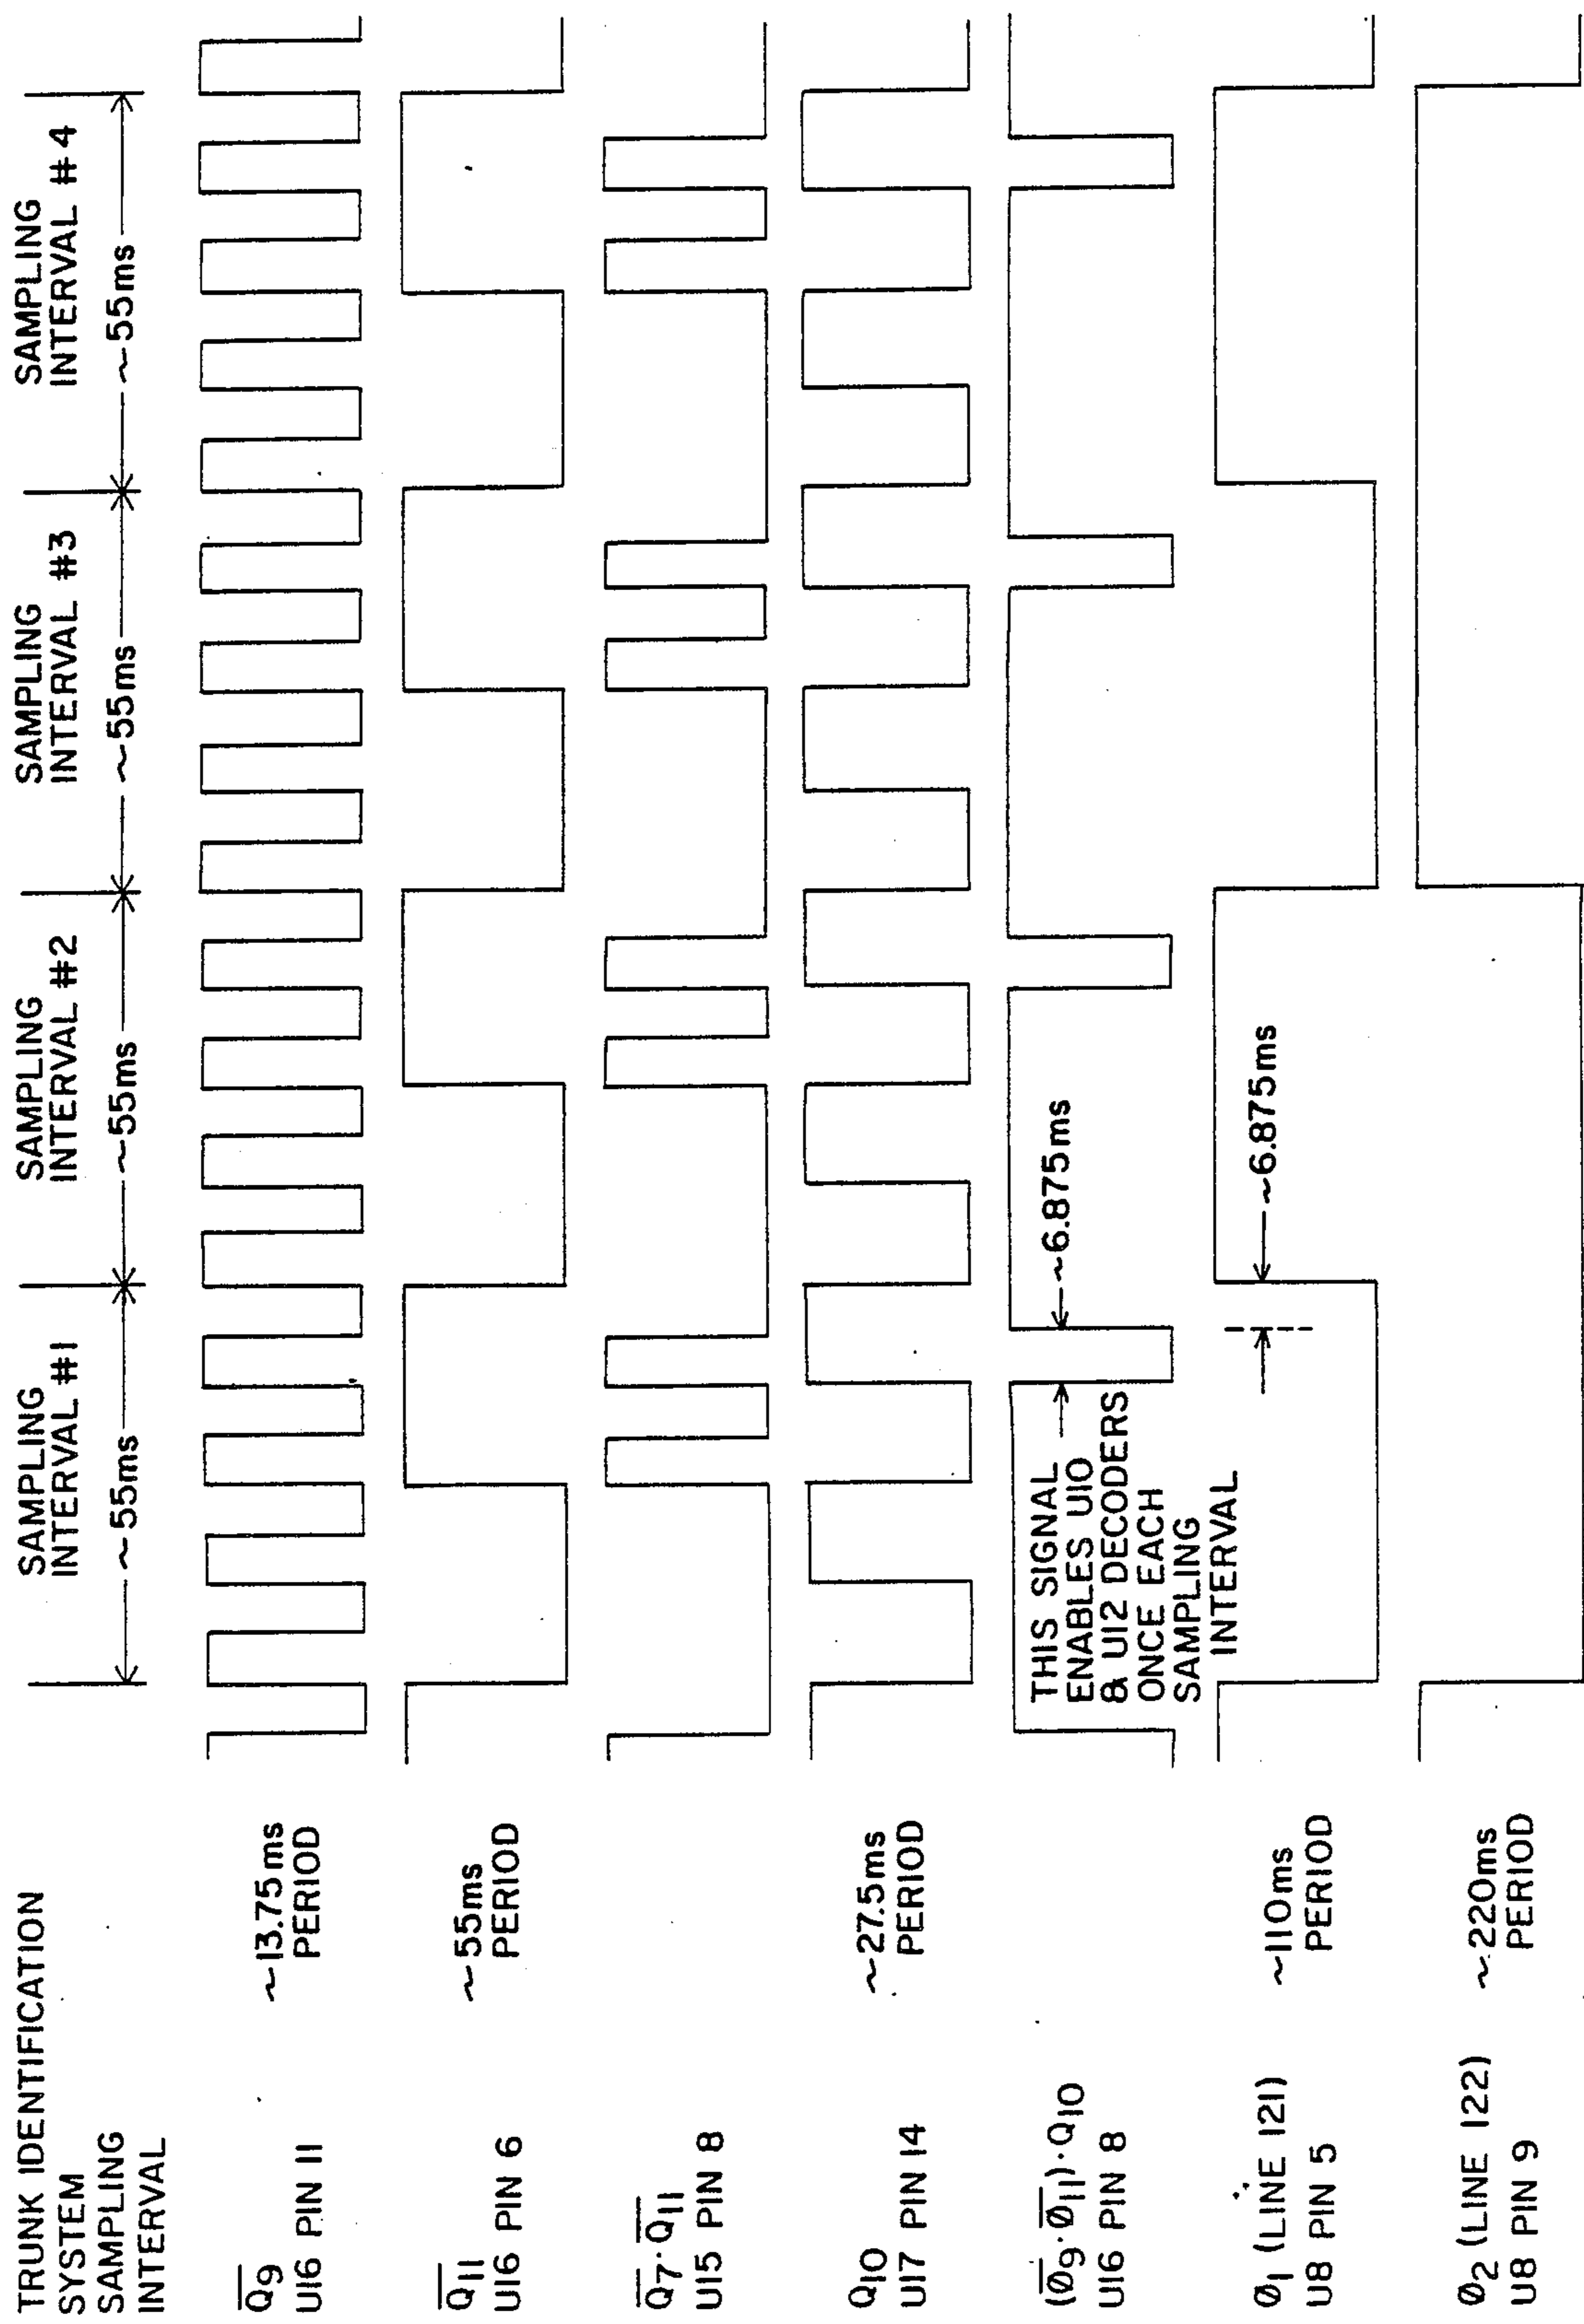 TRUNK IDENTIFICATION
SYSTEM
SAMPLING
INTERVAL
SAMPLING
INTERVAL #1
~55ms
SAMPLING
INTERVAL #2
~55ms
SAMPLING
INTERVAL #3
~55ms
SAMPLING
INTERVAL #4
~55ms
Q̅9
U16 PIN 11
~13.75ms
PERIOD
Q̅11
U16 PIN 6
~55ms
PERIOD
Q̅7·Q̅11
U15 PIN 8
Q10
U17 PIN 14
~27.5ms
PERIOD
(Ø̅9·Ø̅11)·Q10
U16 PIN 8
THIS SIGNAL
ENABLES U10
& U12 DECODERS
ONCE EACH
SAMPLING
INTERVAL
~6.875ms
Ø1 (LINE 121)
U8 PIN 5
~110ms
PERIOD
~6.875ms
Ø2 (LINE 122)
U8 PIN 9
~220ms
PERIOD